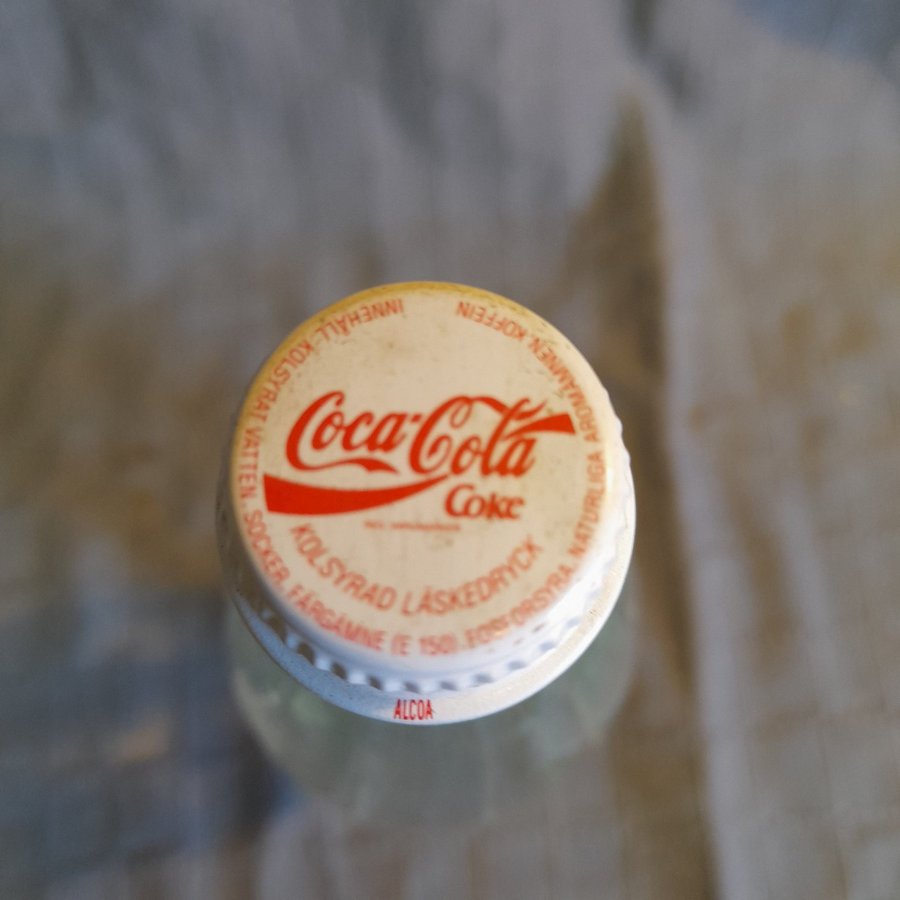 Coca-Cola
Coke
KOLSYRAD LÄSKEDRYCK
INNEHÅLL: KOLSYRAT VATTEN, SOCKER, FÄRGÄMNE (E 150), FOSFORSYRA, NATURLIGA AROMÄMNEN, KOFFEIN
ALCOA